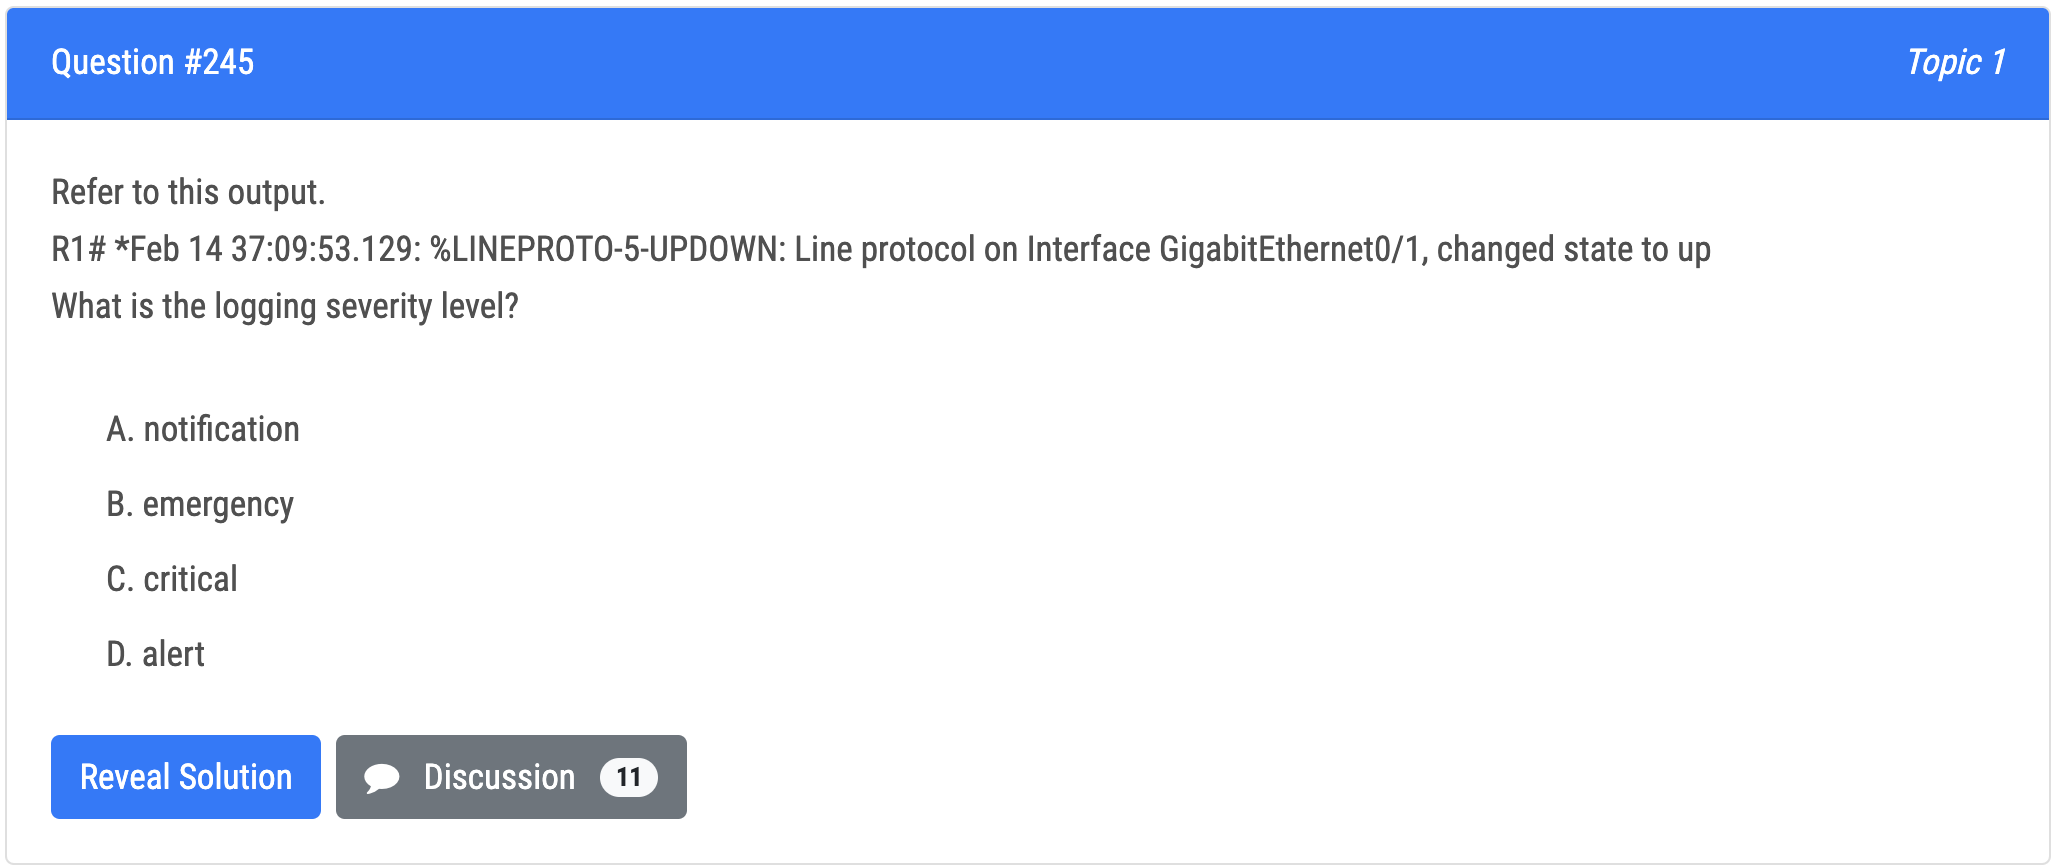 Question #245
Topic 1
Refer to this output.
R1# *Feb 14 37:09:53.129: %LINEPROTO-5-UPDOWN: Line protocol on Interface GigabitEthernet0/1, changed state to up
What is the logging severity level?
A. notification
B. emergency
C. critical
D. alert
Reveal Solution
Discussion 11